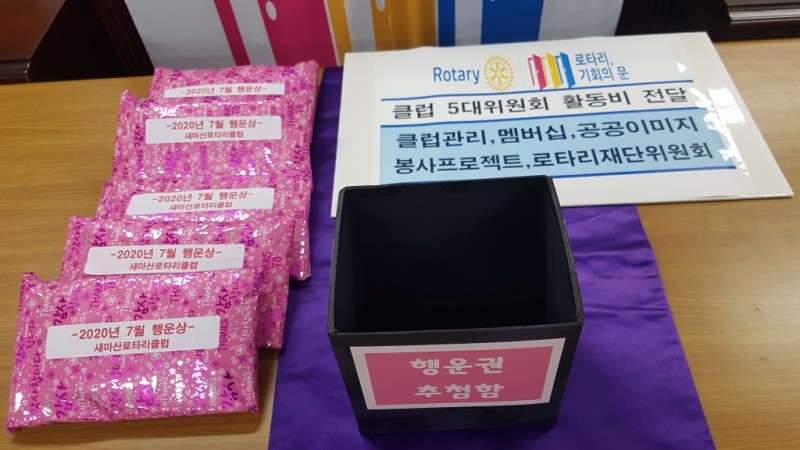 -2020년 7월 행운상-
-2020년 7월 행운상-
새마산로타리클럽
-2020년 7월 행운상-
새마산로타리클럽
-2020년 7월 행운상-
새마산로타리클럽
-2020년 7월 행운상-
새마산로타리클럽
Rotary
로타리,
기회의 문
클럽 5대위원회 활동비 전달
클럽관리,멤버십,공공이미지
봉사프로젝트,로타리재단위원회
행운권
추첨함